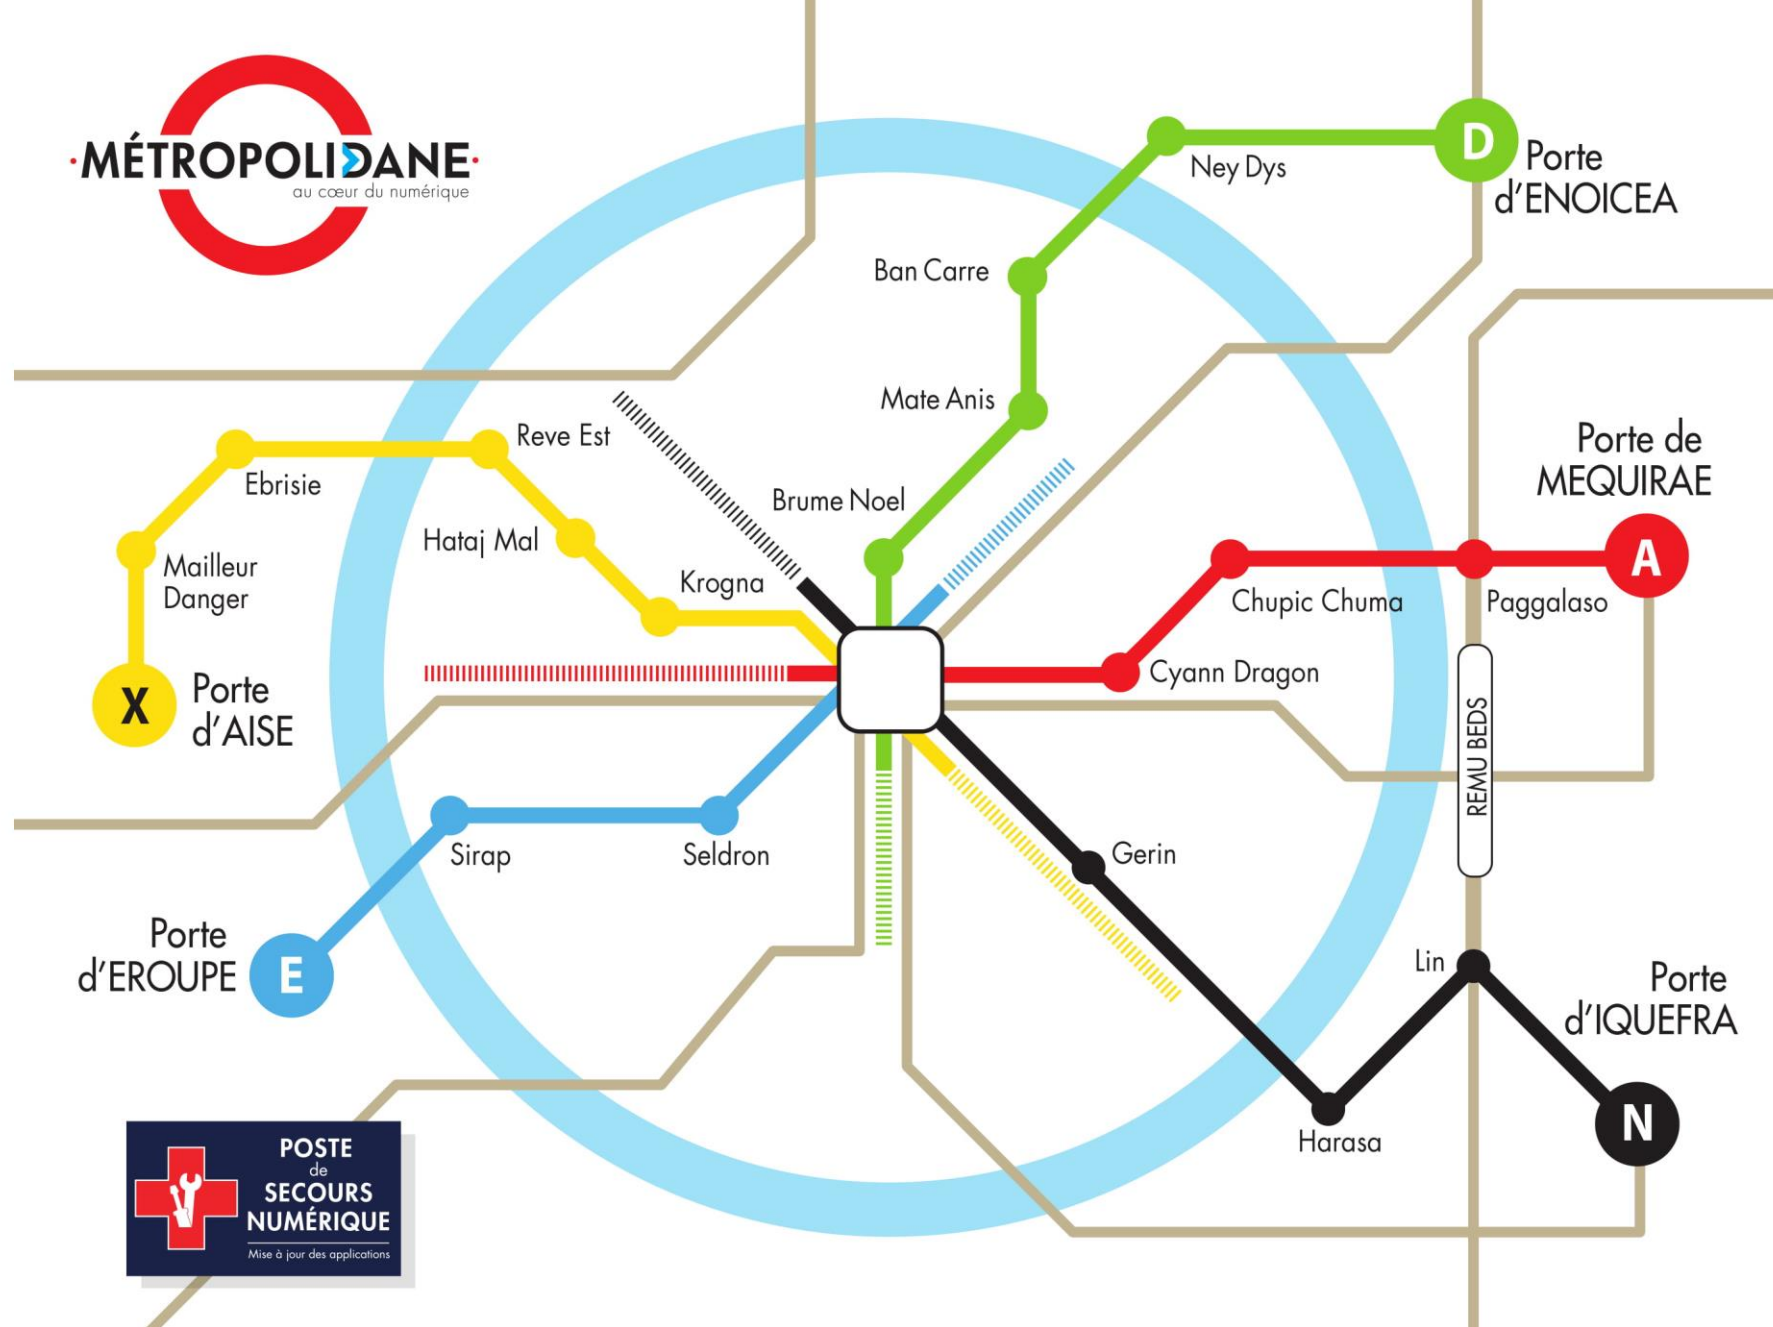 ·MÉTROPOLIDANE·
au cœur du numérique
D
Porte
d'ENOICEA
Ney Dys
Ban Carre
Mate Anis
Brume Noel
Reve Est
Ebrisie
Hataj Mal
Mailleur
Danger
Krogna
X
Porte
d'AISE
Porte de
MEQUIRAE
A
Chupic Chuma
Paggalaso
Cyann Dragon
REMU BEDS
Sirap
Seldron
Gerin
Porte
d'EROUPE
E
Lin
Porte
d'IQUEFRA
N
Harasa
POSTE
de
SECOURS
NUMÉRIQUE
Mise à jour des applications